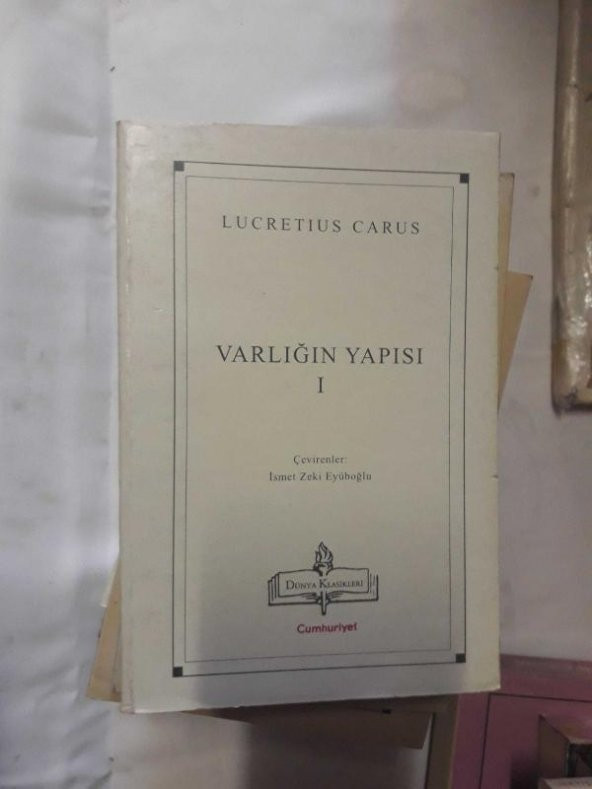 LUCRETIUS CARUS
VARLIĞIN YAPISI
I
Çevirenler:
İsmet Zeki Eyüboğlu
DÜNYA KLASİKLERİ
Cumhuriyet